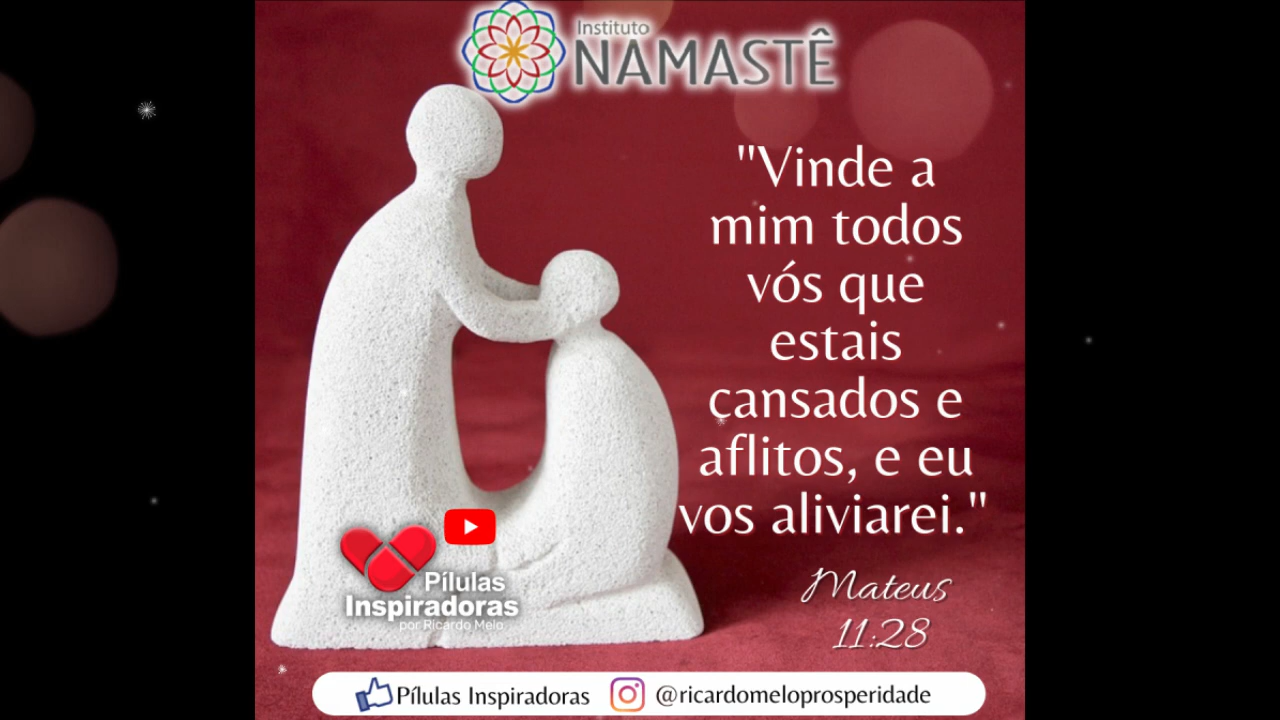 Instituto
NAMASTÊ
"Vinde a
mim todos
vós que
estais
cansados e
aflitos, e eu
vos aliviarei."
Mateus
11:28
Pílulas
Inspiradoras
por Ricardo Melo
Pílulas Inspiradoras @ricardomeloprosperidade